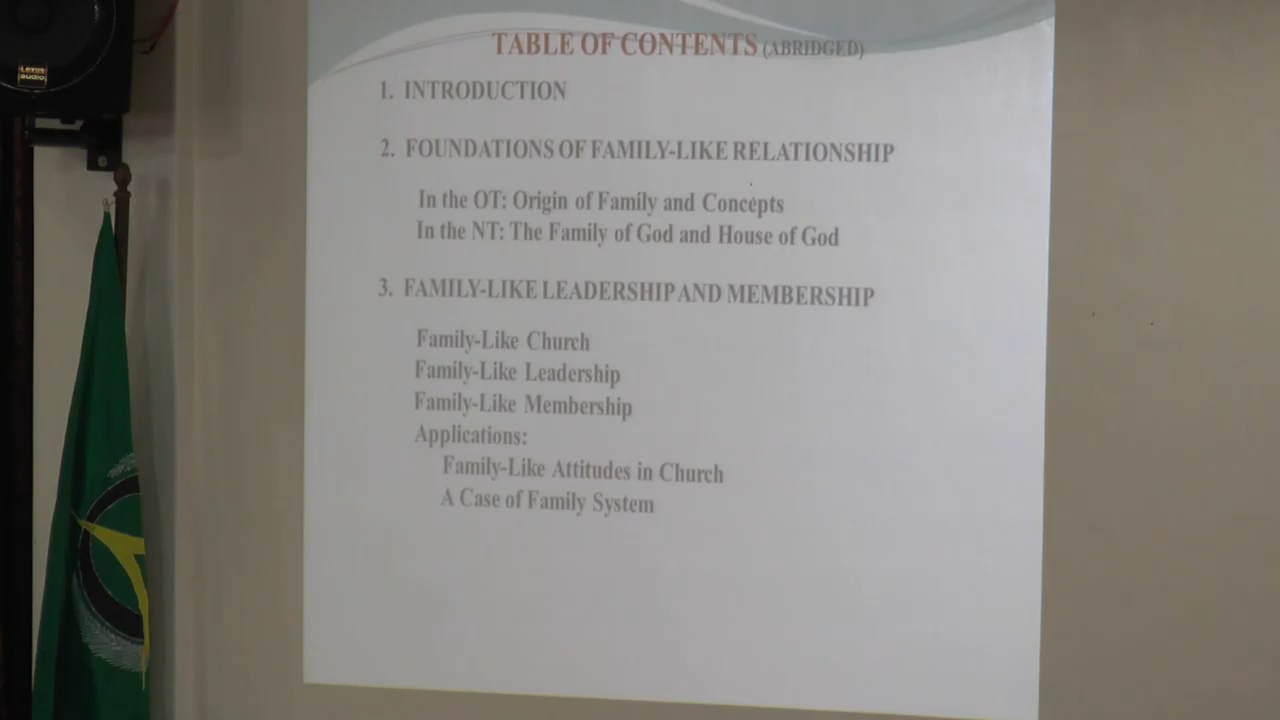 Lexus
audio
TABLE OF CONTENTS (ABRIDGED)
1. INTRODUCTION
2. FOUNDATIONS OF FAMILY-LIKE RELATIONSHIP
In the OT: Origin of Family and Concepts
In the NT: The Family of God and House of God
3. FAMILY-LIKE LEADERSHIP AND MEMBERSHIP
Family-Like Church
Family-Like Leadership
Family-Like Membership
Applications:
Family-Like Attitudes in Church
A Case of Family System